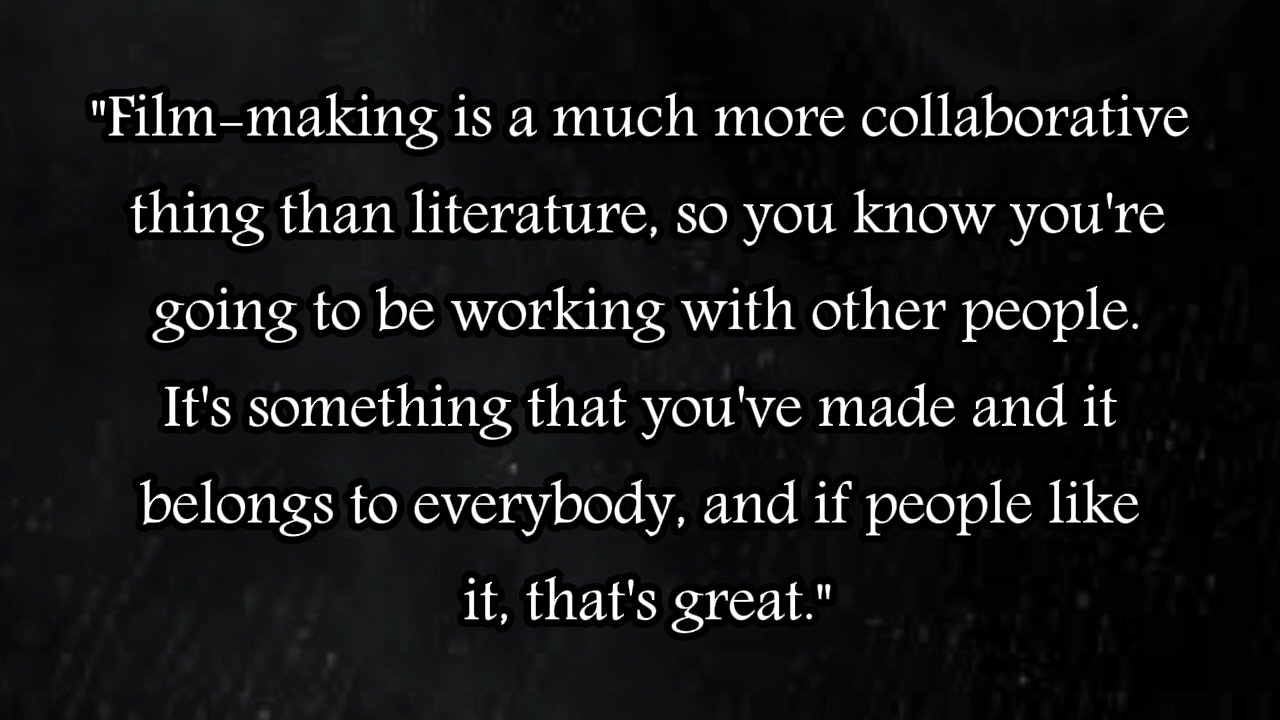 "Film-making is a much more collaborative
thing than literature, so you know you're
going to be working with other people.
It's something that you've made and it
belongs to everybody, and if people like
it, that's great."